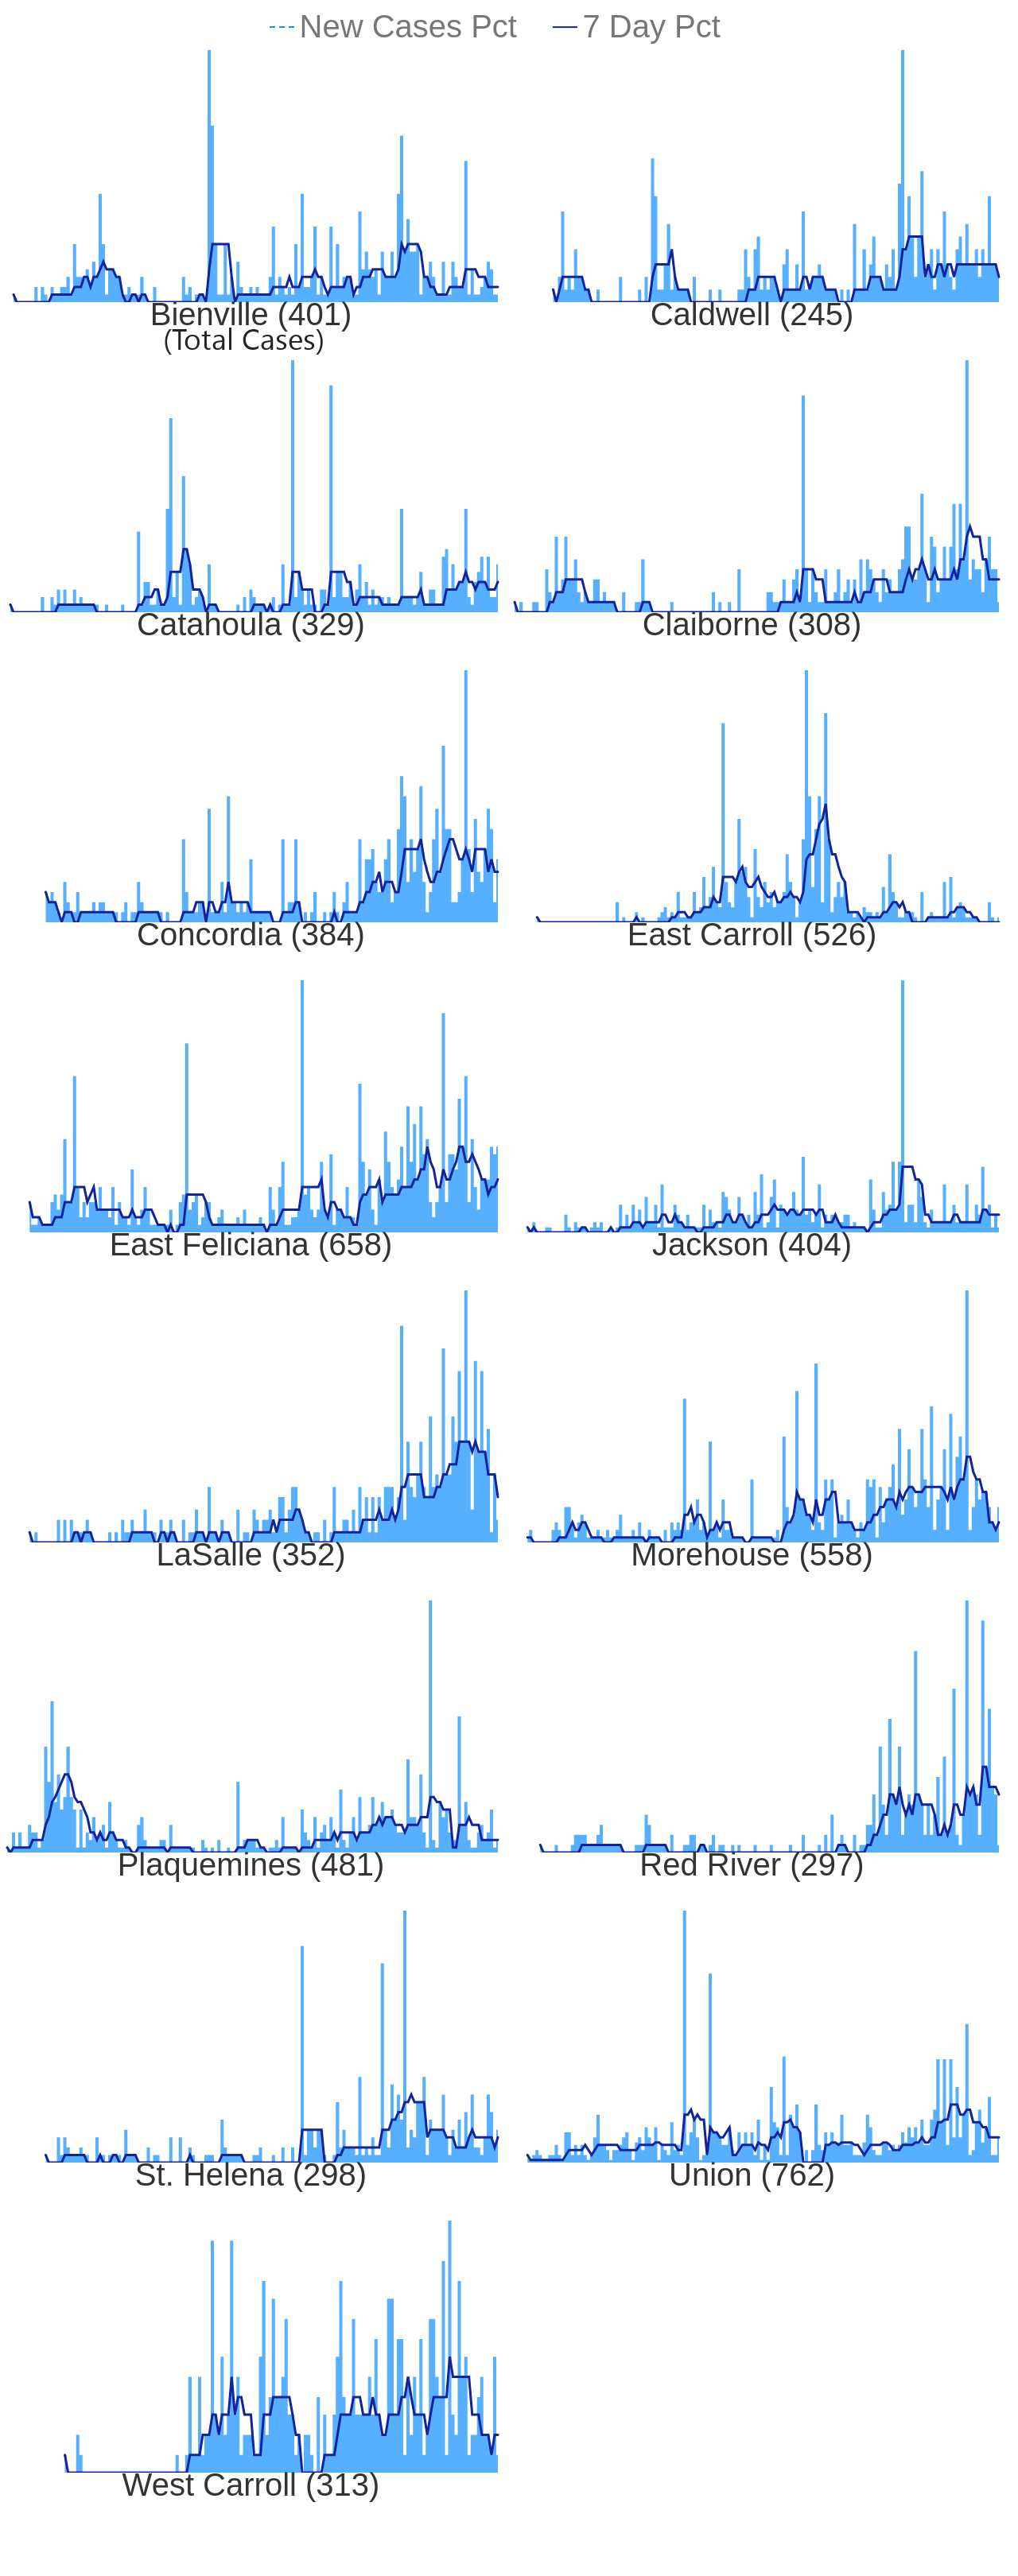 New Cases Pct 7 Day Pct
Bienville (401) Caldwell (245)
(Total Cases)
Catahoula (329) Claiborne (308)
Concordia (384) East Carroll (526)
East Feliciana (658) Jackson (404)
LaSalle (352) Morehouse (558)
Plaquemines (481) Red River (297)
St. Helena (298) Union (762)
West Carroll (313)